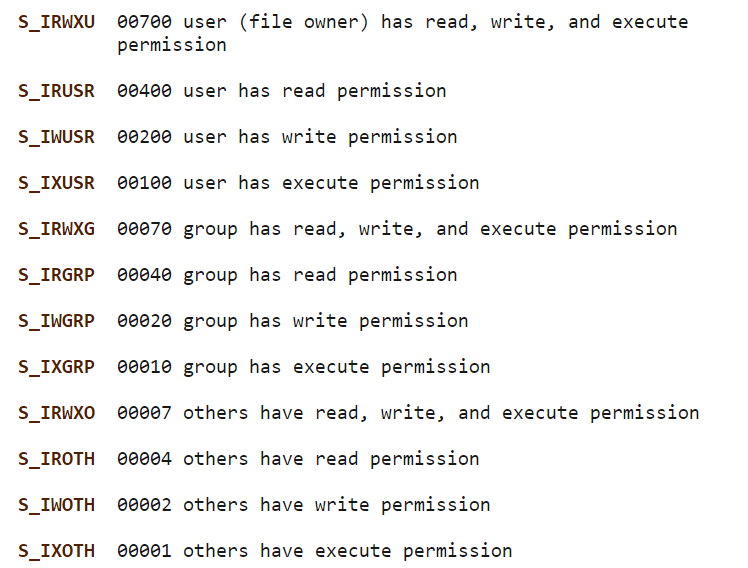 S_IRWXU 00700 user (file owner) has read, write, and execute
permission
S_IRUSR 00400 user has read permission
S_IWUSR 00200 user has write permission
S_IXUSR 00100 user has execute permission
S_IRWXG 00070 group has read, write, and execute permission
S_IRGRP 00040 group has read permission
S_IWGRP 00020 group has write permission
S_IXGRP 00010 group has execute permission
S_IRWXO 00007 others have read, write, and execute permission
S_IROTH 00004 others have read permission
S_IWOTH 00002 others have write permission
S_IXOTH 00001 others have execute permission